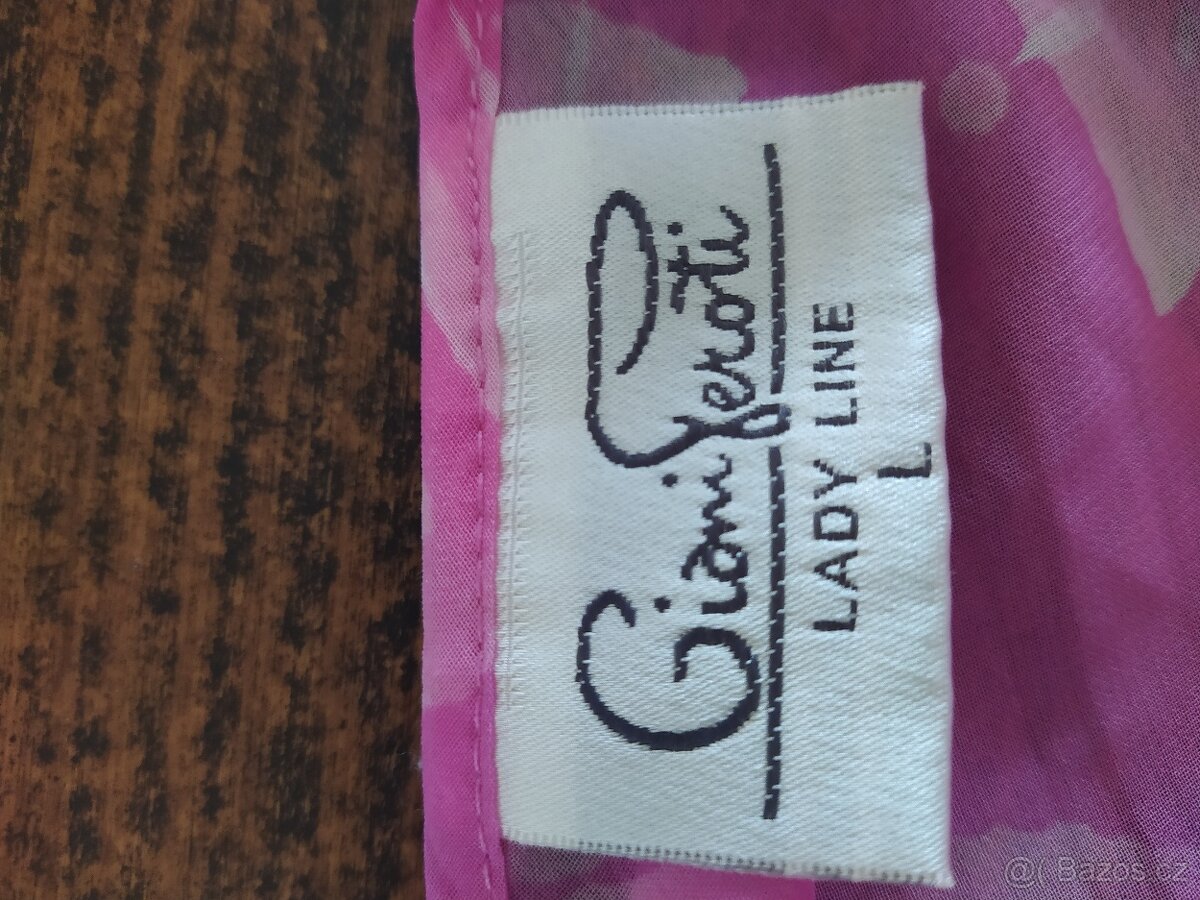 Giani Feroti
LADY LINE
L
@( Bazos.cz